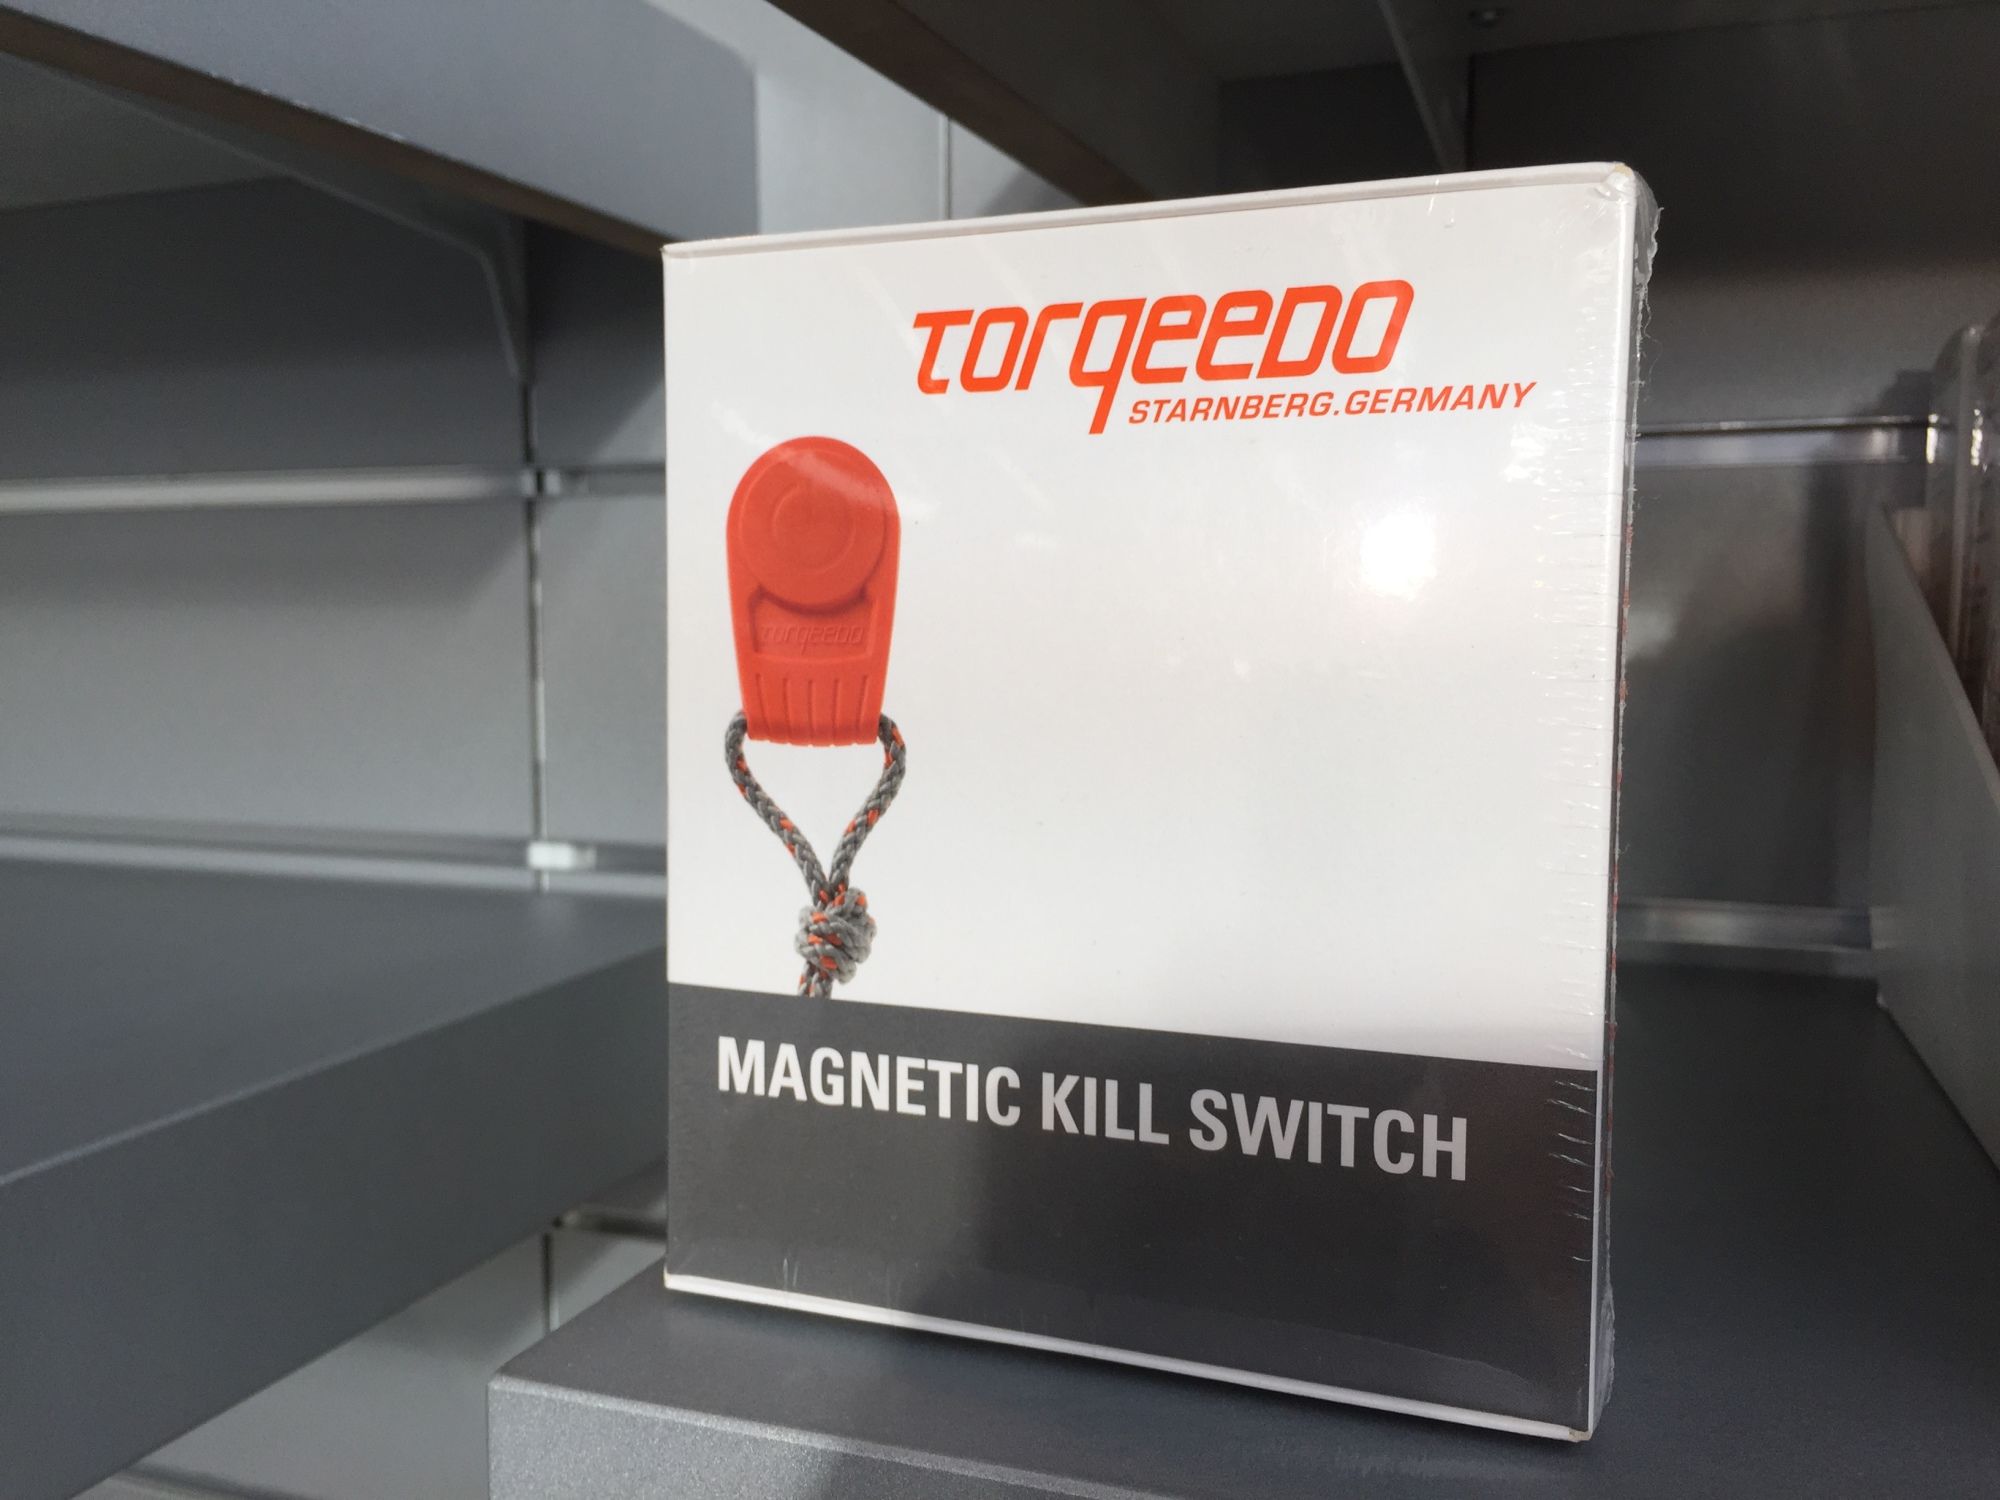 Torqeedo
STARNBERG.GERMANY
Torqeedo
MAGNETIC KILL SWITCH